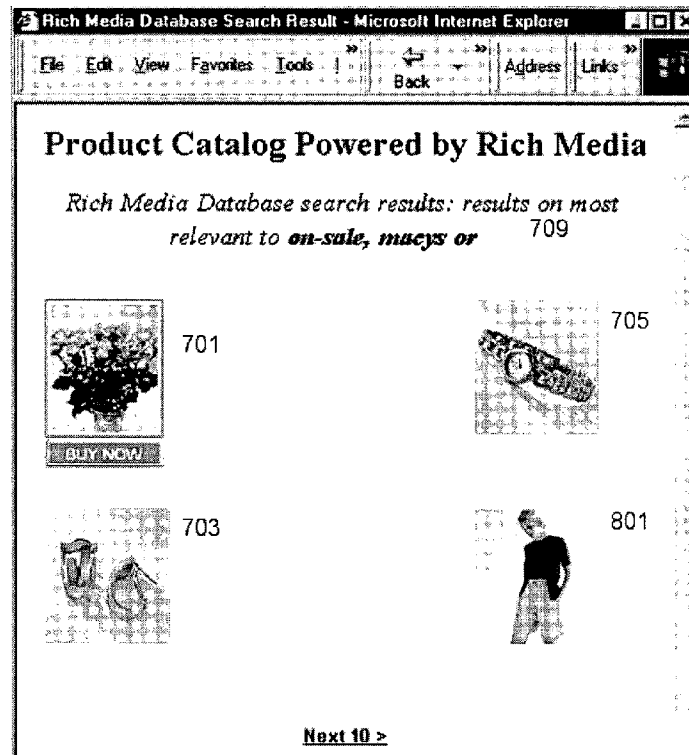 Rich Media Database Search Result - Microsoft Internet Explorer
File Edit View Favorites Tools » Back » Address Links »
Product Catalog Powered by Rich Media
Rich Media Database search results: results on most
relevant to on-sale, macys or 709
701 705
BUY NOW
703 801
Next 10 >